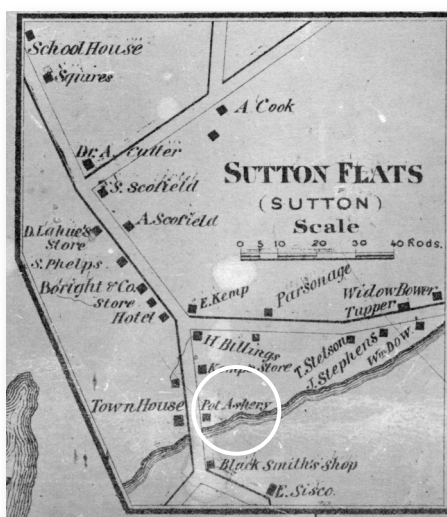 School House
Squires
A. Cook
Dr. A. Cutter
SUTTON FLATS
(SUTTON)
Scale
0 5 10 20 30 40 Rods.
S. Scofield
A. Scofield
D. Lahue's
Store
S. Phelps
Boright & Co.
Store
Hotel
E. Kemp
Parsonage
Widow Bower
Tupper
H. Billings
Kemp's Store
T. Stetson
J. Stephens
Wm. Dow.
Town House
Pot Ashery
Black Smith's Shop
E. Sisco.